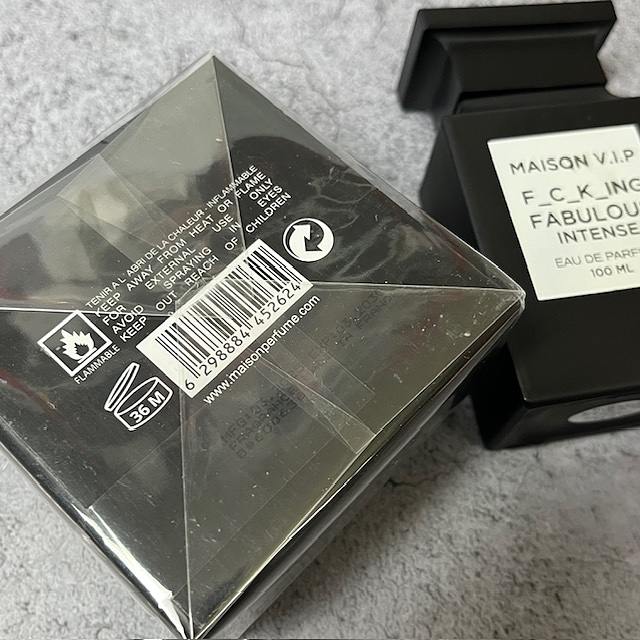 TENIR A L'ABRI DE LA CHALEUR - INFLAMMABLE
KEEP AWAY FROM HEAT OR FLAME
FOR EXTERNAL USE ONLY
AVOID SPRAYING IN EYES
KEEP OUT REACH OF CHILDREN
FLAMMABLE
36 M
6 298884 452624
www.maisonperfume.com
MAISON V.I.P
F_C_K_ING
FABULOU
INTENSE
EAU DE PARF
100 ML